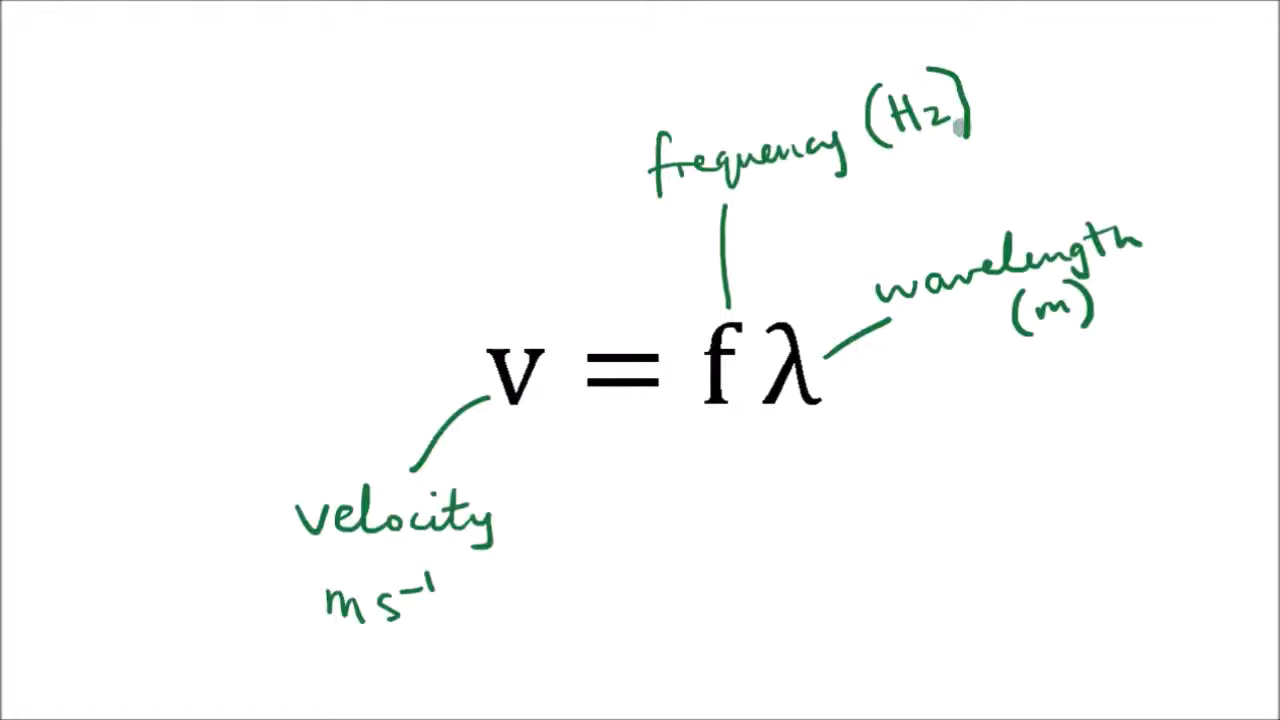 frequency (Hz)
wavelength
(m)
v = f λ
velocity
m s⁻¹